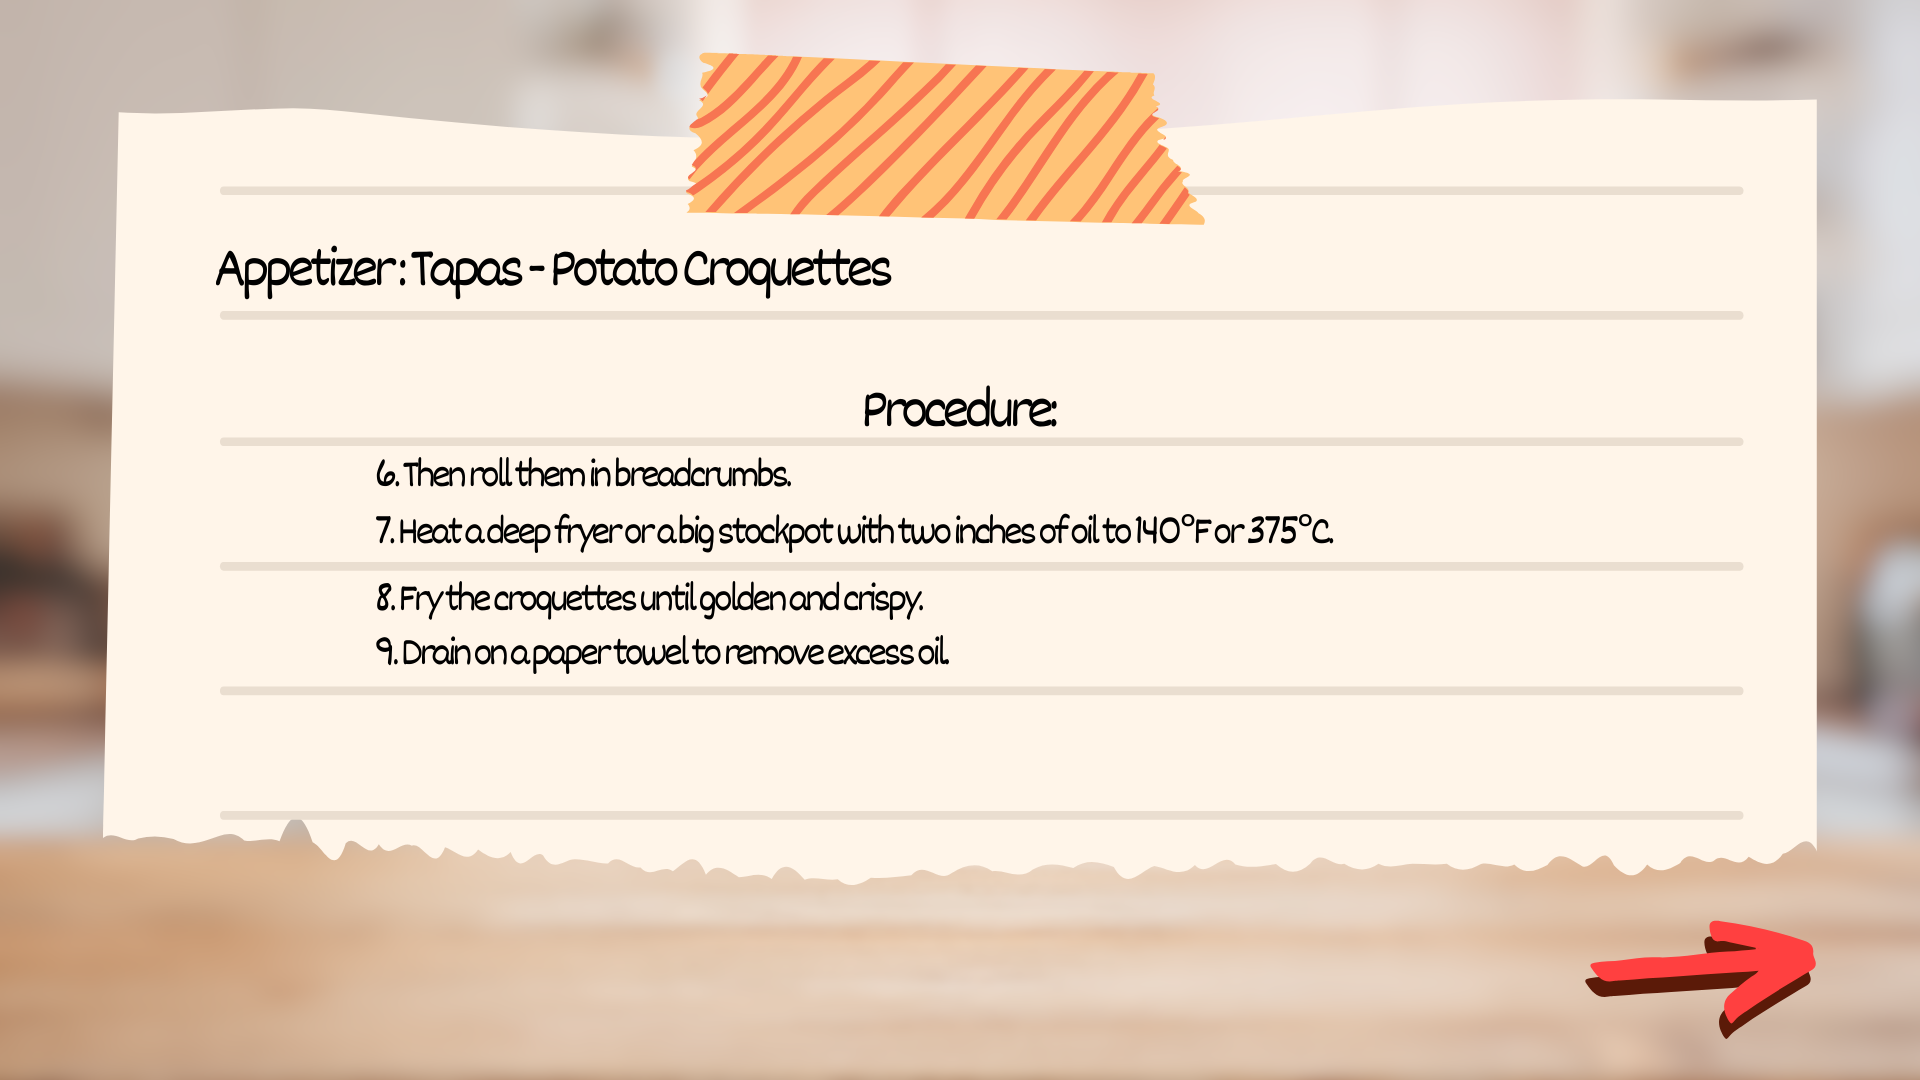 Appetizer: Tapas - Potato Croquettes
Procedure:
6. Then roll them in breadcrumbs.
7. Heat a deep fryer or a big stockpot with two inches of oil to 140°F or 375°C.
8. Fry the croquettes until golden and crispy.
9. Drain on a paper towel to remove excess oil.